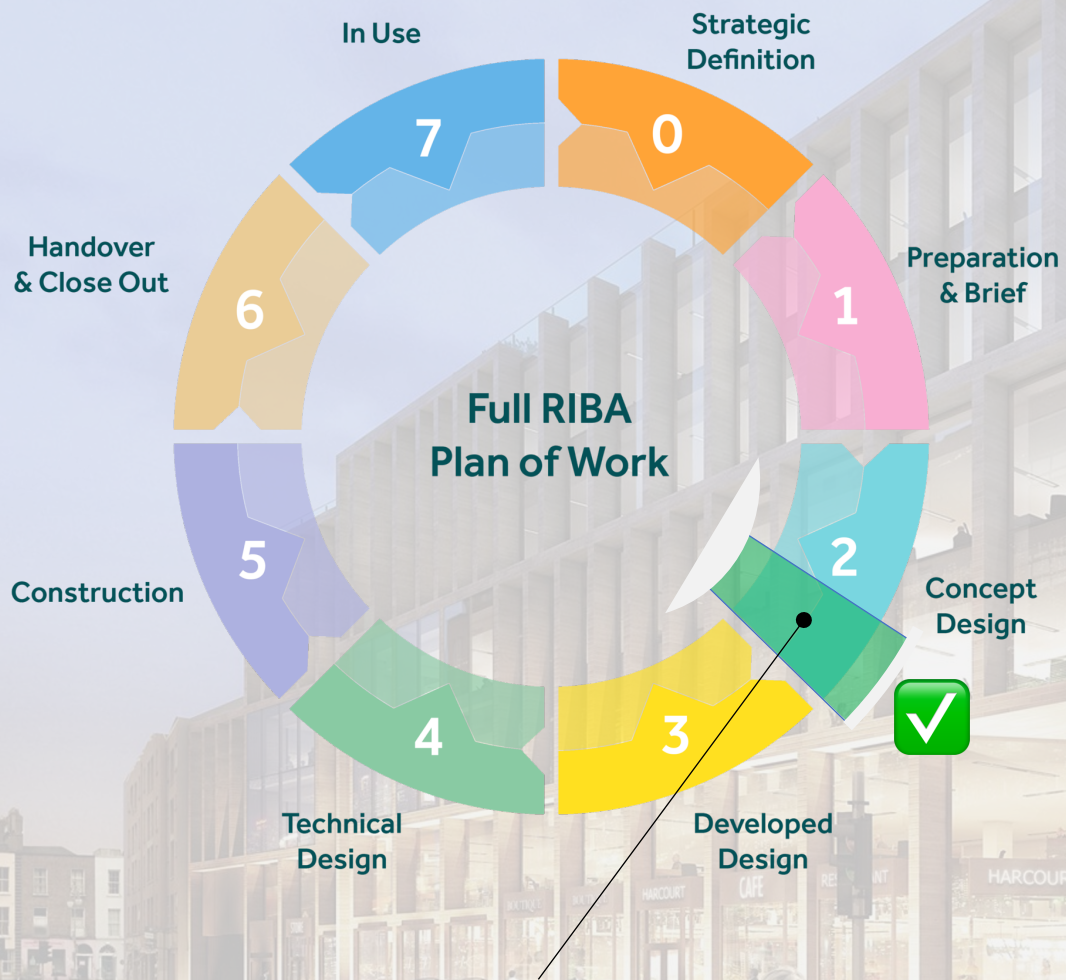 In Use
Strategic
Definition
7
0
Handover
& Close Out
Preparation
& Brief
6
1
Full RIBA
Plan of Work
5
2
Construction
Concept
Design
4
3
Technical
Design
Developed
Design
HARCOURT
CAFE
HARCOUR